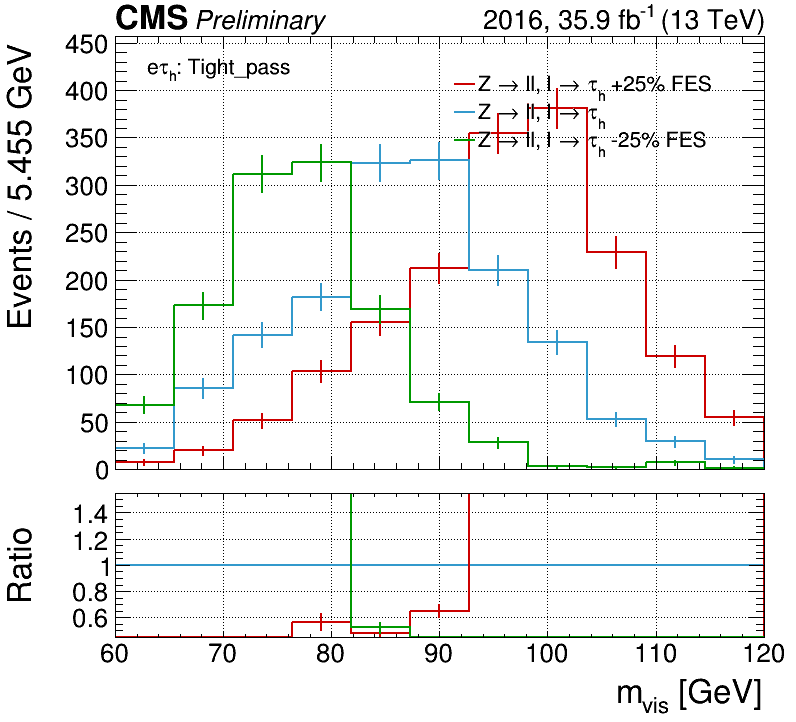 CMS Preliminary 2016, 35.9 fb⁻¹ (13 TeV)
eτh: Tight_pass
Z → ll, l → τh +25% FES
Z → ll, l → τh
Z → ll, l → τh -25% FES
Events / 5.455 GeV
450
400
350
300
250
200
150
100
50
0
Ratio
1.4
1.2
1
0.8
0.6
60 70 80 90 100 110 120
mvis [GeV]